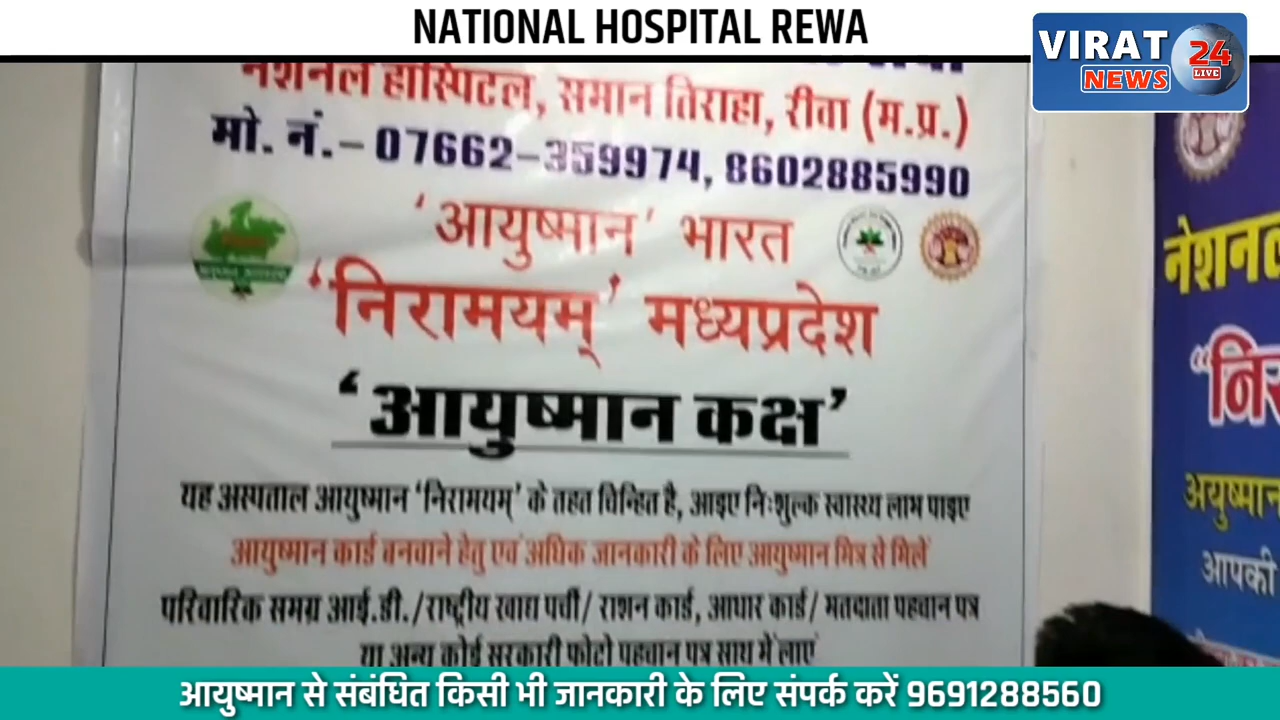 NATIONAL HOSPITAL REWA
VIRAT 24
NEWS LIVE
नेशनल हास्पिटल, समान तिराहा, रीवा (म.प्र.)
मो. नं.– 07662-359974, 8602885990
'आयुष्मान' भारत
'निरामयम्' मध्यप्रदेश
'आयुष्मान कक्ष'
यह अस्पताल आयुष्मान 'निरामयम्' के तहत चिन्हित है, आइए निःशुल्क स्वास्थ्य लाभ पाइए
आयुष्मान कार्ड बनवाने हेतु एवं अधिक जानकारी के लिए आयुष्मान मित्र से मिलें
परिवारिक समग्र आई.डी./राष्ट्रीय खाद्य पर्ची/ राशन कार्ड, आधार कार्ड/ मतदाता पहचान पत्र
या अन्य कोई सरकारी फोटो पहचान पत्र साथ में लाएं
नेशनल
अयुष्मान
आपकी
आयुष्मान से संबंधित किसी भी जानकारी के लिए संपर्क करें 9691288560